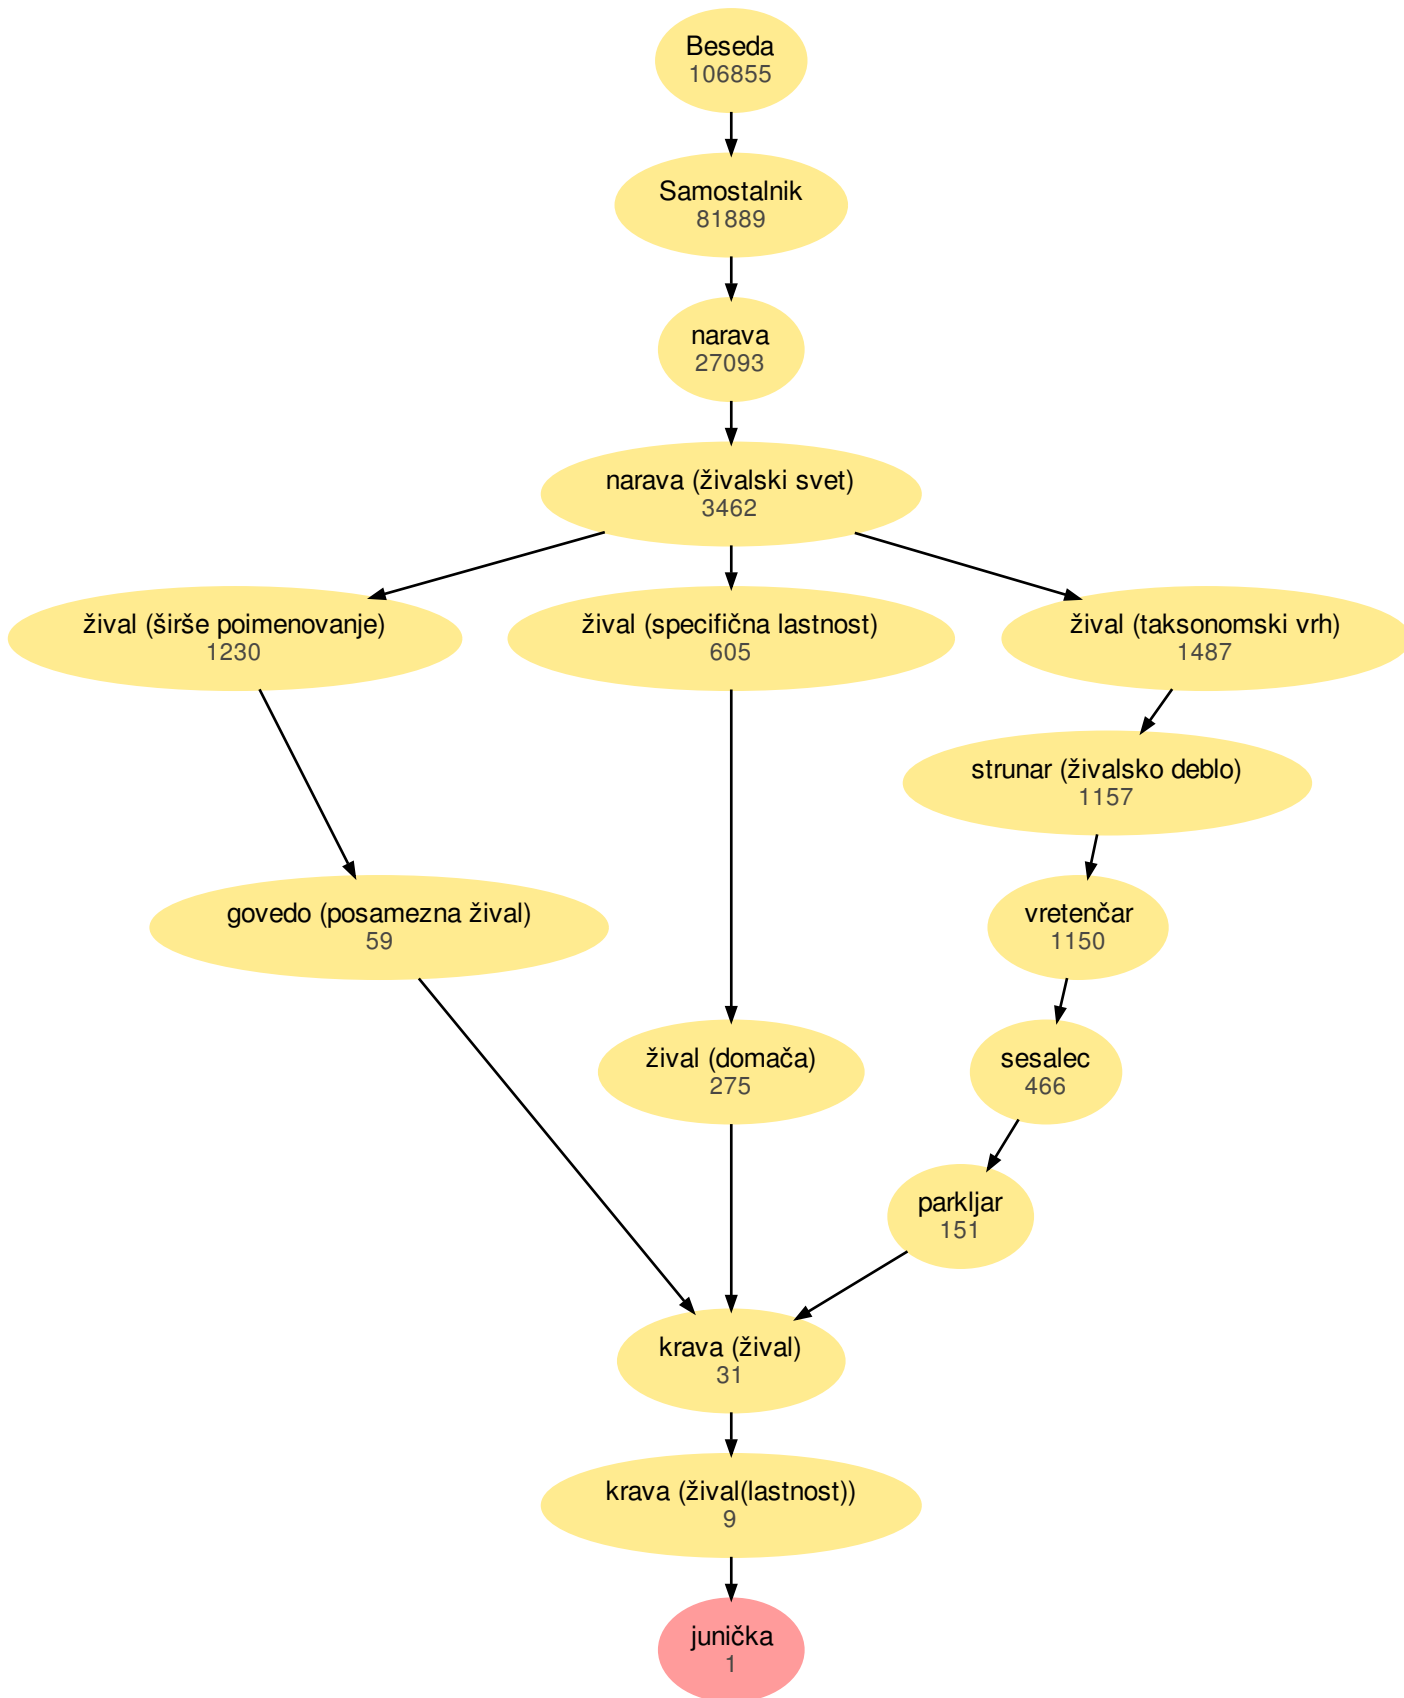 Beseda
106855
Samostalnik
81889
narava
27093
narava (živalski svet)
3462
žival (širše poimenovanje)
1230
žival (specifična lastnost)
605
žival (taksonomski vrh)
1487
strunar (živalsko deblo)
1157
govedo (posamezna žival)
59
vretenčar
1150
žival (domača)
275
sesalec
466
parkljar
151
krava (žival)
31
krava (žival(lastnost))
9
junička
1